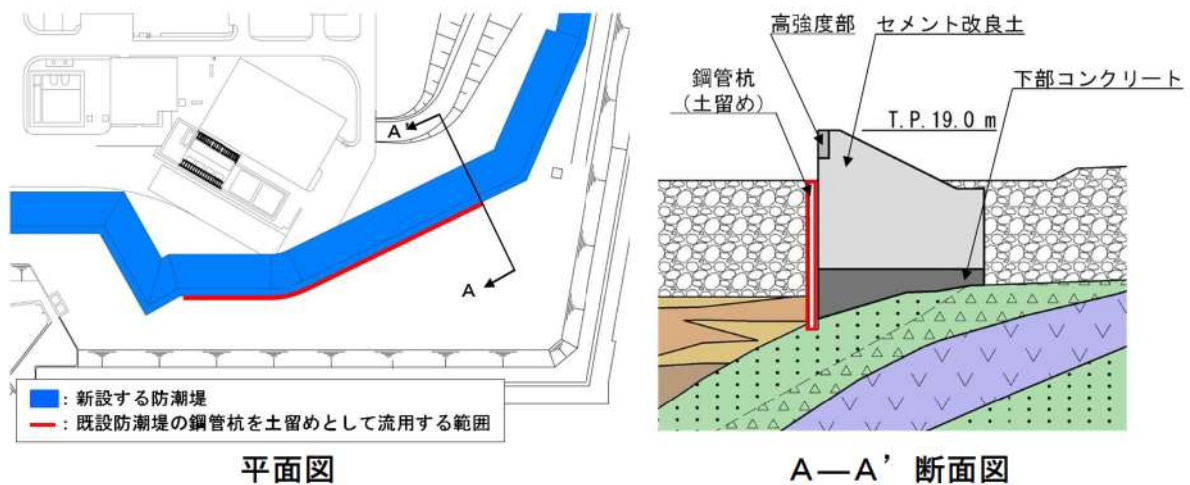 A'
A
: 新設する防潮堤
: 既設防潮堤の鋼管杭を土留めとして流用する範囲
平面図
高強度部
セメント改良土
鋼管杭
(土留め)
下部コンクリート
T.P.19.0 m
A—A’断面図